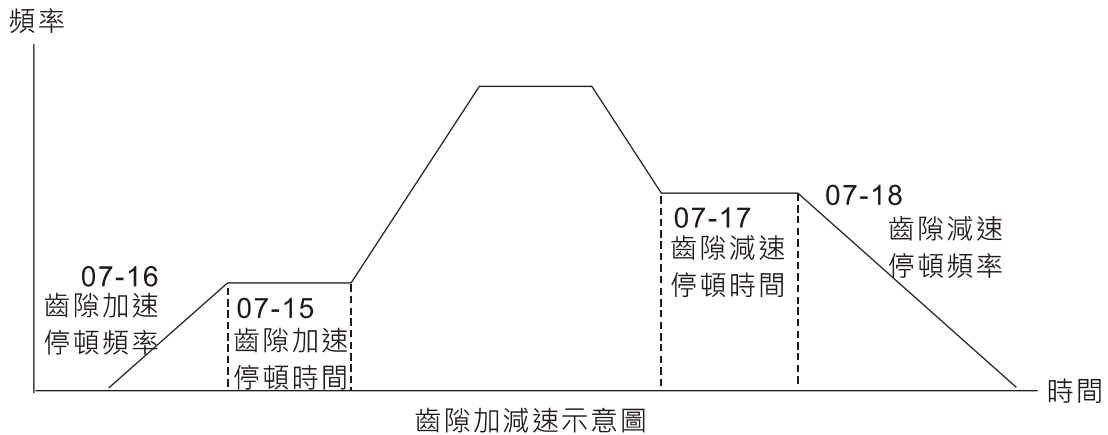 頻率
07-16
齒隙加速
停頓頻率
07-15
齒隙加速
停頓時間
07-17
齒隙減速
停頓時間
07-18
齒隙減速
停頓頻率
時間
齒隙加減速示意圖